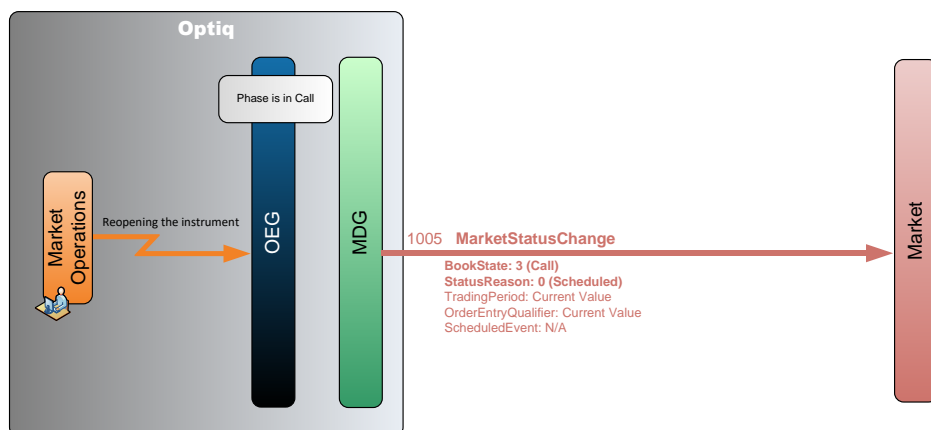 Optiq
Phase is in Call
Market
Operations
Reopening the instrument
OEG
MDG
1005 MarketStatusChange
BookState: 3 (Call)
StatusReason: 0 (Scheduled)
TradingPeriod: Current Value
OrderEntryQualifier: Current Value
ScheduledEvent: N/A
Market